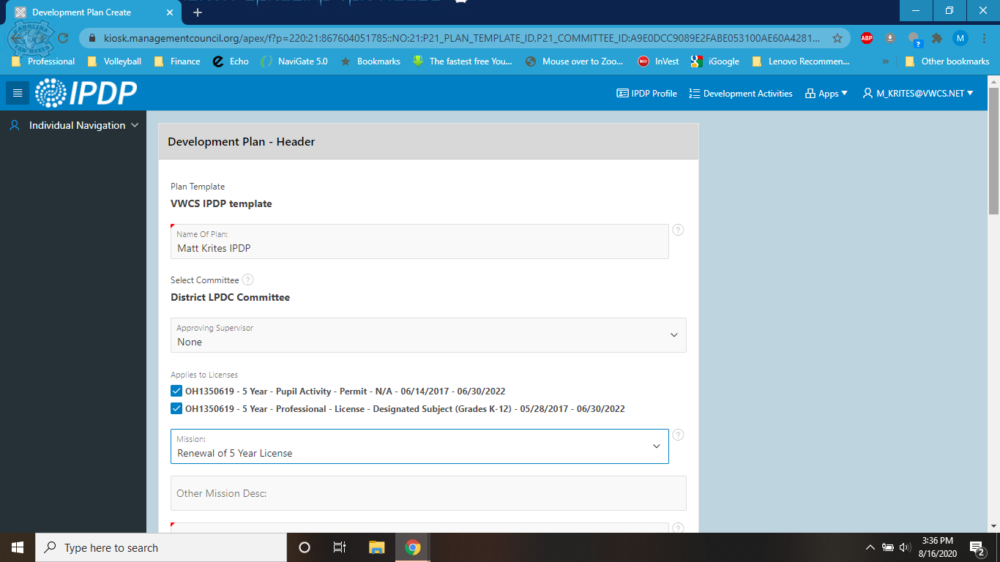 Development Plan Create
kiosk.managementcouncil.org/apex/f?p=220:21:867604051785::NO:21:P21_PLAN_TEMPLATE_ID,P21_COMMITTEE_ID:A9E0DCC9089E2FABE053100AE60A4281...
ABP
?
M
Professional
Volleyball
Finance
Echo
NaviGate 5.0
Bookmarks
The fastest free You...
Mouse over to Zoo...
InVest
iGoogle
Lenovo Recommen...
»
Other bookmarks
IPDP
IPDP Profile
Development Activities
Apps
M_KRITES@VWCS.NET
Individual Navigation
Development Plan - Header
Plan Template
VWCS IPDP template
Name Of Plan:
Matt Krites IPDP
?
Select Committee ?
District LPDC Committee
Approving Supervisor
None
Applies to Licenses
OH1350619 - 5 Year - Pupil Activity - Permit - N/A - 06/14/2017 - 06/30/2022
OH1350619 - 5 Year - Professional - License - Designated Subject (Grades K-12) - 05/28/2017 - 06/30/2022
Mission:
Renewal of 5 Year License
?
Other Mission Desc:
?
Type here to search
3:36 PM
8/16/2020
2